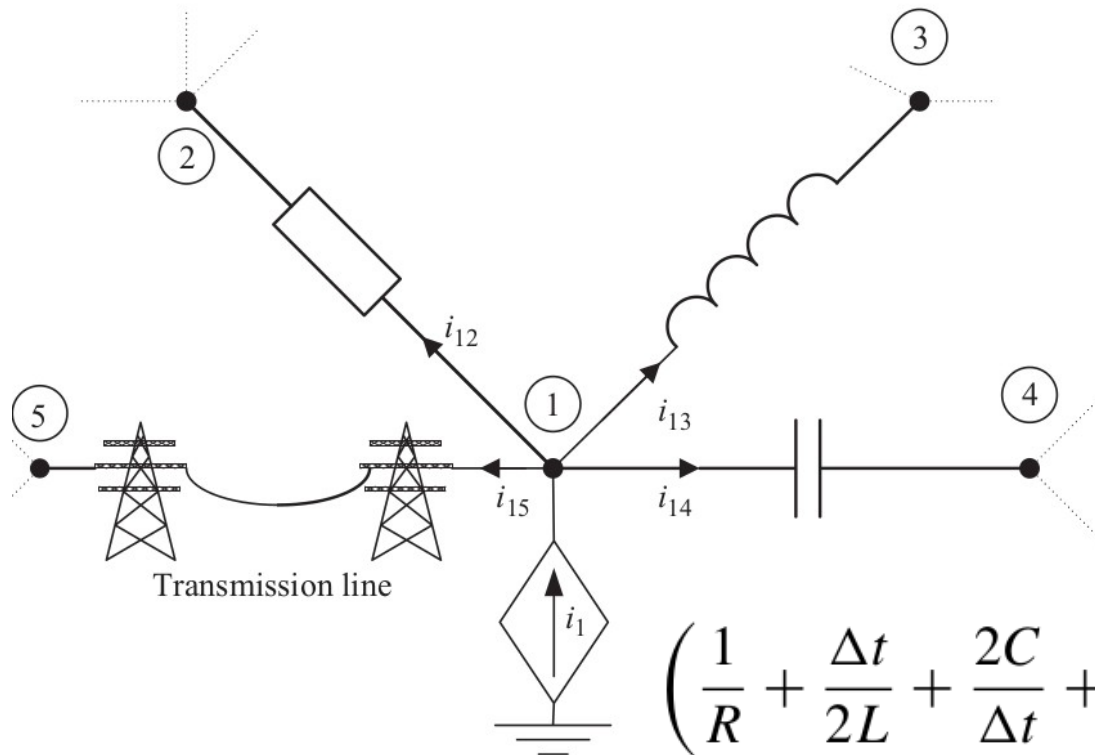 3
2
i12
1
4
5
i13
i15
i14
Transmission line
i1
( 1/R + Δt/2L + 2C/Δt +